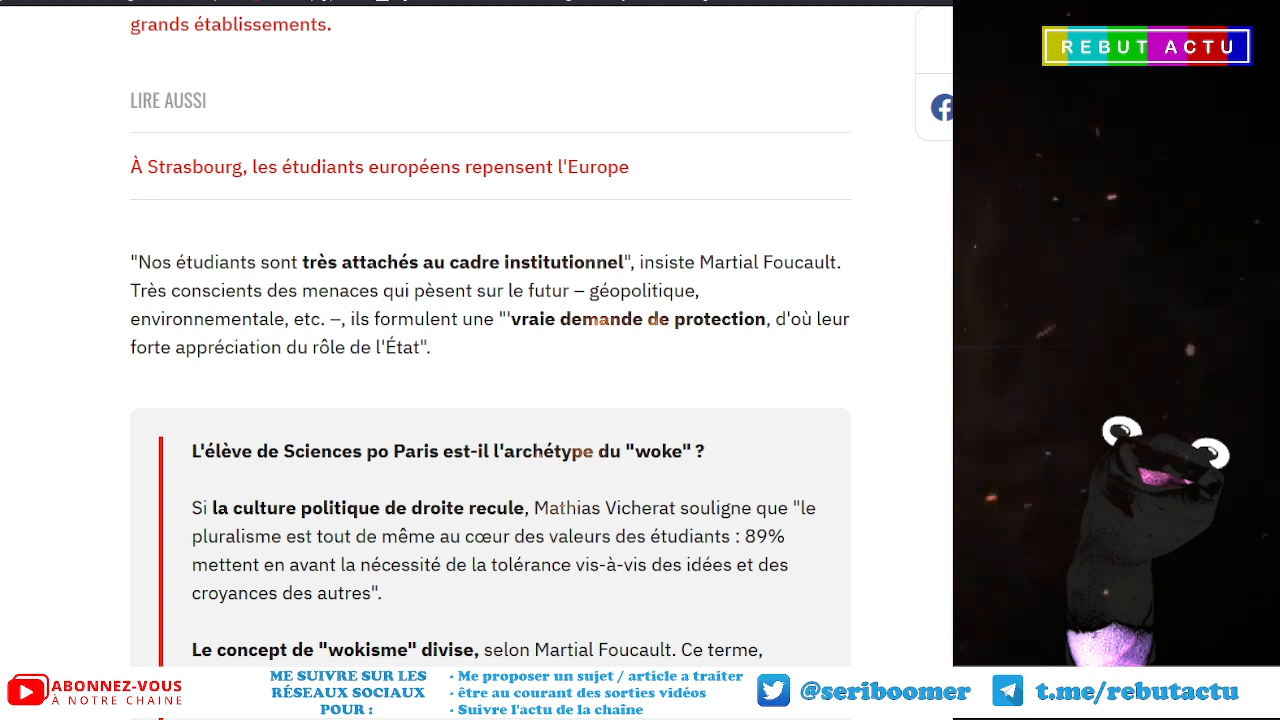 grands établissements.
REBUT ACTU
LIRE AUSSI
À Strasbourg, les étudiants européens repensent l'Europe
"Nos étudiants sont très attachés au cadre institutionnel", insiste Martial Foucault.
Très conscients des menaces qui pèsent sur le futur – géopolitique,
environnementale, etc. –, ils formulent une "'vraie demande de protection, d'où leur
forte appréciation du rôle de l'État".
L'élève de Sciences po Paris est-il l'archétype du "woke" ?
Si la culture politique de droite recule, Mathias Vicherat souligne que "le
pluralisme est tout de même au cœur des valeurs des étudiants : 89%
mettent en avant la nécessité de la tolérance vis-à-vis des idées et des
croyances des autres".
Le concept de "wokisme" divise, selon Martial Foucault. Ce terme,
ABONNEZ-VOUS
À NOTRE CHAINE
ME SUIVRE SUR LES
RÉSEAUX SOCIAUX
POUR :
- Me proposer un sujet / article a traiter
- être au courant des sorties vidéos
- Suivre l'actu de la chaîne
@seriboomer
t.me/rebutactu